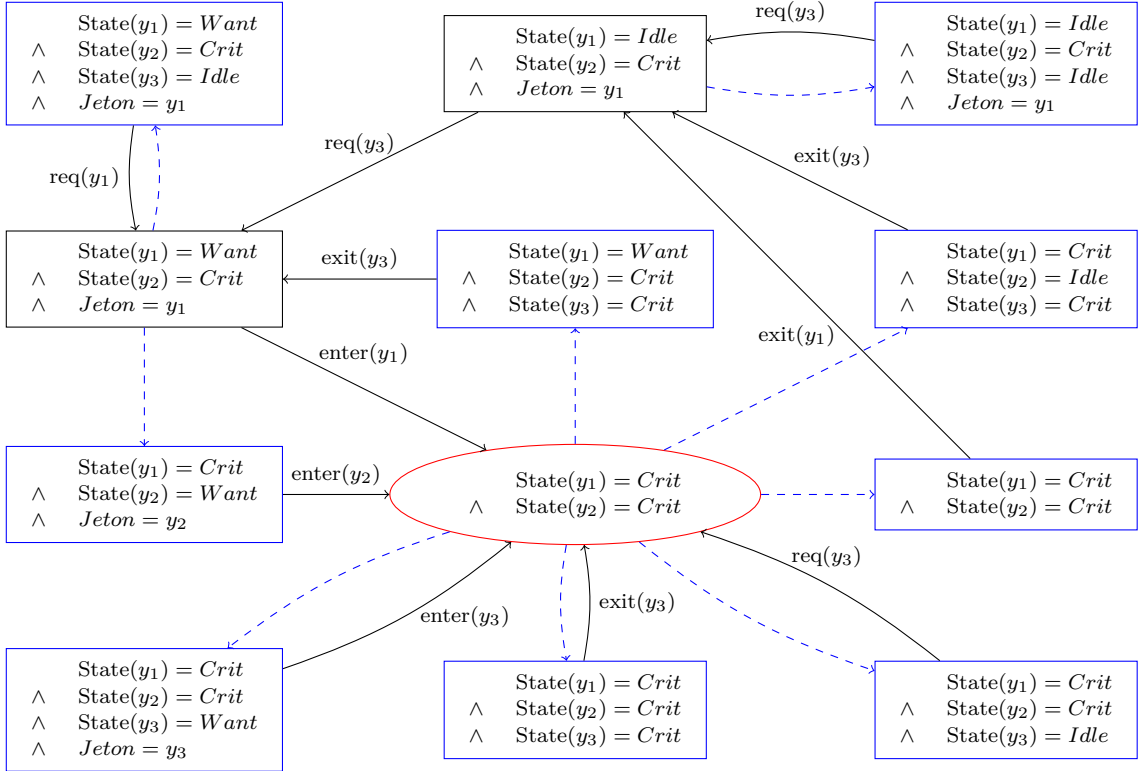 State(y₁) = Want
∧ State(y₂) = Crit
∧ State(y₃) = Idle
∧ Jeton = y₁
State(y₁) = Idle
∧ State(y₂) = Crit
∧ Jeton = y₁
req(y₃)
State(y₁) = Idle
∧ State(y₂) = Crit
∧ State(y₃) = Idle
∧ Jeton = y₁
req(y₁)
req(y₃)
exit(y₃)
State(y₁) = Want
∧ State(y₂) = Crit
∧ Jeton = y₁
exit(y₃)
State(y₁) = Want
∧ State(y₂) = Crit
∧ State(y₃) = Crit
State(y₁) = Crit
∧ State(y₂) = Idle
∧ State(y₃) = Crit
enter(y₁)
exit(y₁)
State(y₁) = Crit
∧ State(y₂) = Want
∧ Jeton = y₂
enter(y₂)
State(y₁) = Crit
∧ State(y₂) = Crit
State(y₁) = Crit
∧ State(y₂) = Crit
enter(y₃)
exit(y₃)
req(y₃)
State(y₁) = Crit
∧ State(y₂) = Crit
∧ State(y₃) = Want
∧ Jeton = y₃
State(y₁) = Crit
∧ State(y₂) = Crit
∧ State(y₃) = Crit
State(y₁) = Crit
∧ State(y₂) = Crit
∧ State(y₃) = Idle